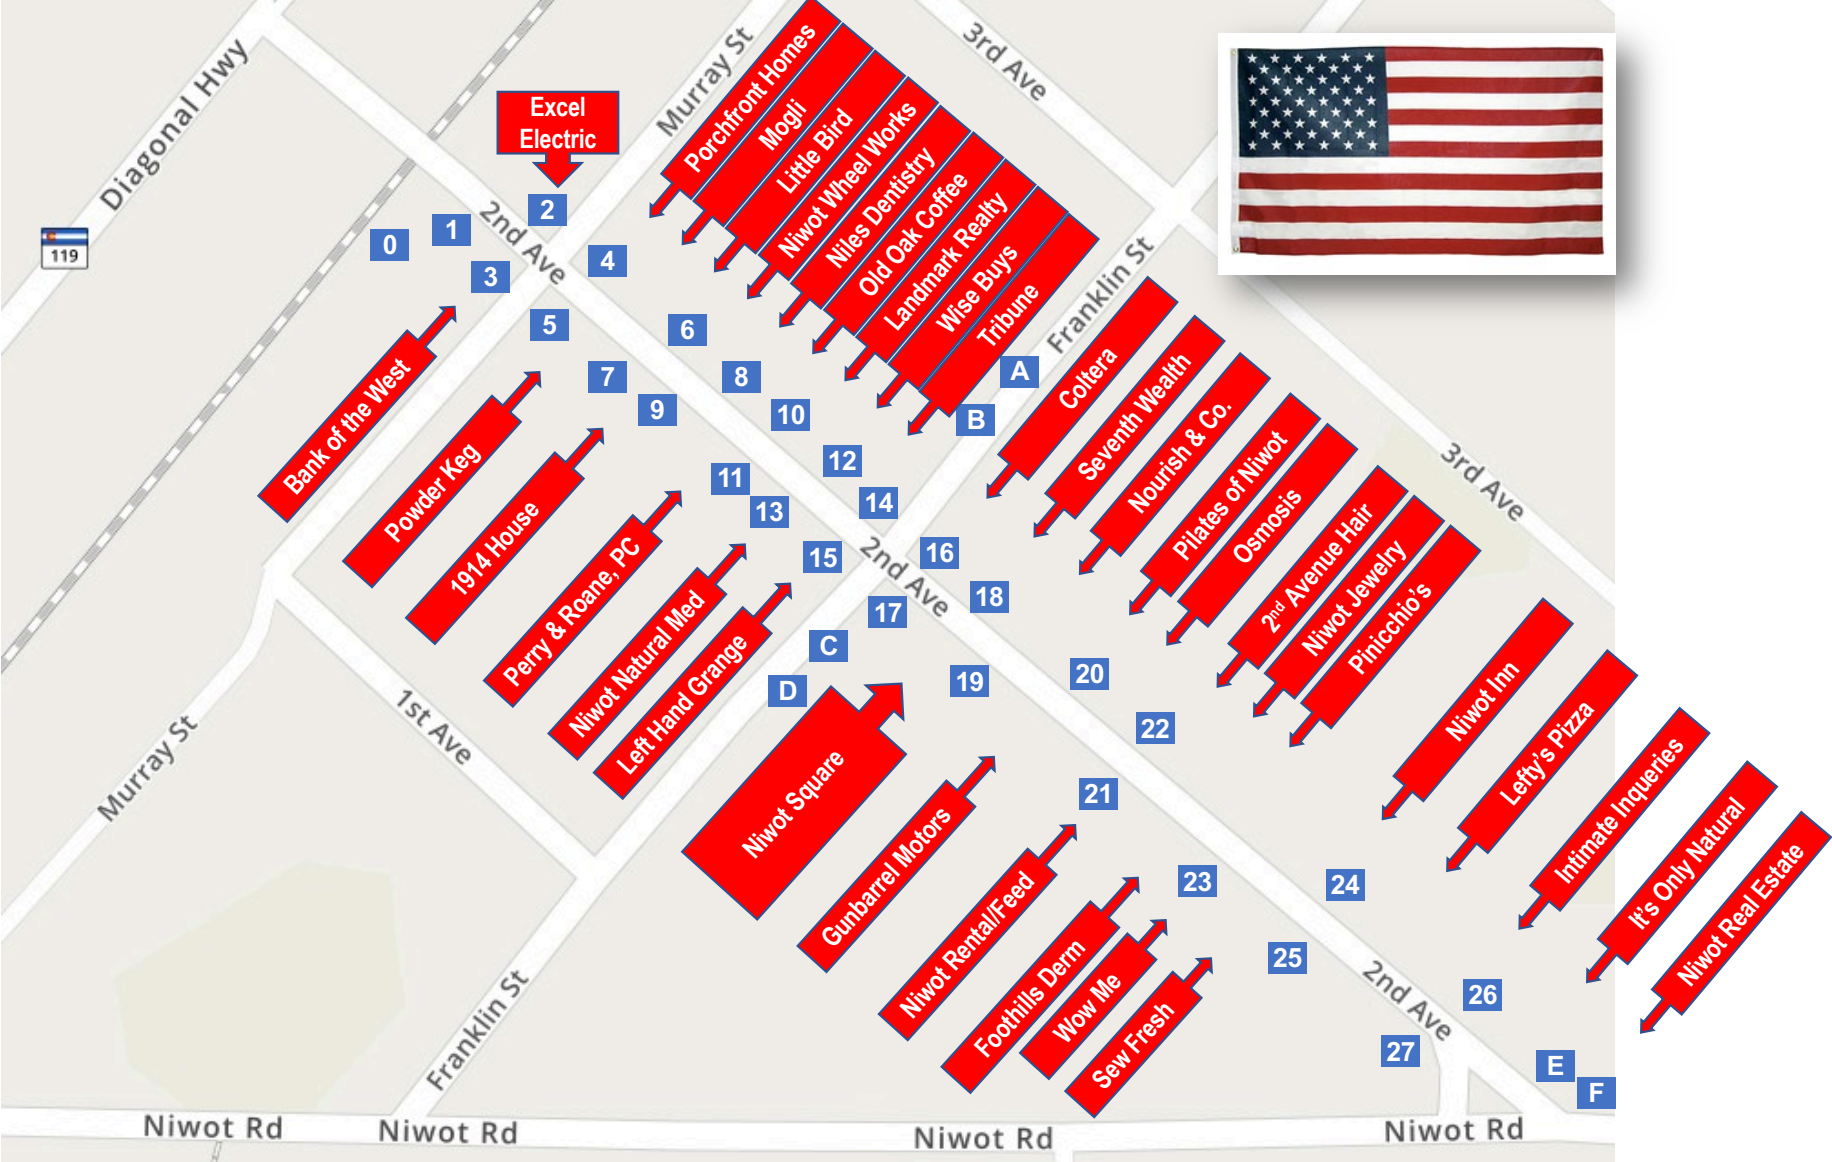 Diagonal Hwy
119
Excel
Electric
Murray St
3rd Ave
2nd Ave
Porchfront Homes
Mogli
Little Bird
Niwot Wheel Works
Niles Dentistry
Old Oak Coffee
Landmark Realty
Wise Buys
Tribune
Franklin St
0
1
2
3
4
5
6
7
8
9
10
11
12
13
14
15
16
17
18
19
20
21
22
23
24
25
26
27
A
B
C
D
E
F
Coltera
Seventh Wealth
Nourish & Co.
Pilates of Niwot
Osmosis
2nd Avenue Hair
Niwot Jewelry
Pinicchio's
3rd Ave
Niwot Inn
Lefty's Pizza
Intimate Inqueries
It's Only Natural
Niwot Real Estate
Bank of the West
Powder Keg
1914 House
Perry & Roane, PC
Niwot Natural Med
Left Hand Grange
2nd Ave
Niwot Square
Gunbarrel Motors
Niwot Rental/Feed
Foothills Derm
Wow Me
Sew Fresh
Murray St
1st Ave
Franklin St
2nd Ave
Niwot Rd
Niwot Rd
Niwot Rd
Niwot Rd